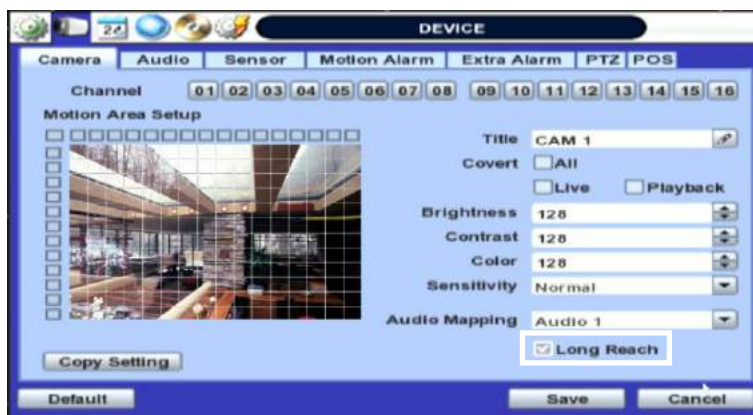 DEVICE
Camera Audio Sensor Motion Alarm Extra Alarm PTZ POS
Channel 01 02 03 04 05 06 07 08 09 10 11 12 13 14 15 16
Motion Area Setup
Title CAM 1
Covert All
Live Playback
Brightness 128
Contrast 128
Color 128
Sensitivity Normal
Audio Mapping Audio 1
Long Reach
Copy Setting
Default Save Cancel